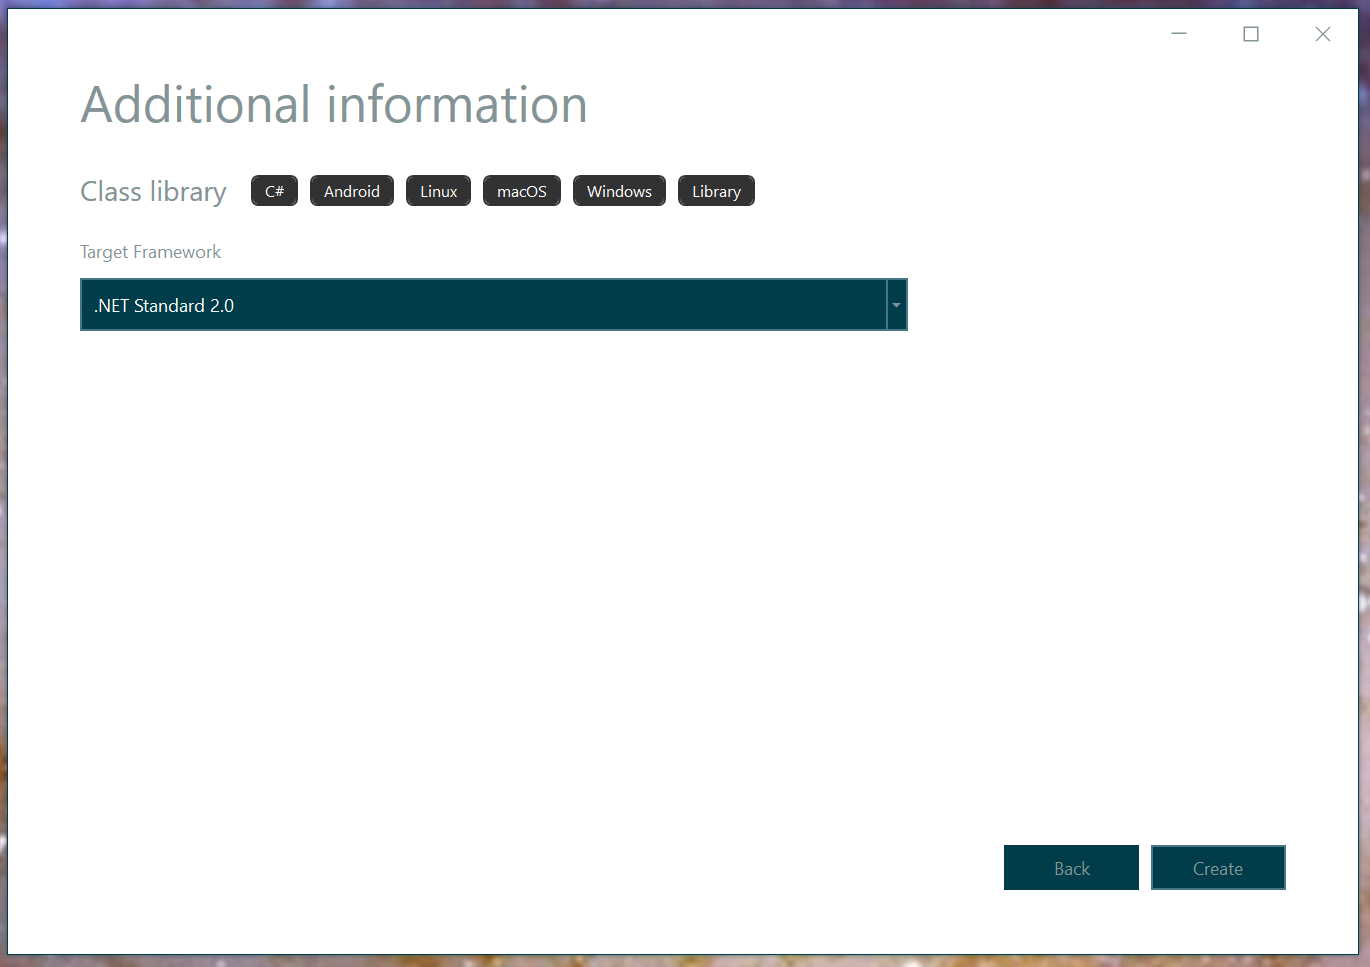 Additional information
Class library C# Android Linux macOS Windows Library
Target Framework
.NET Standard 2.0
Back Create